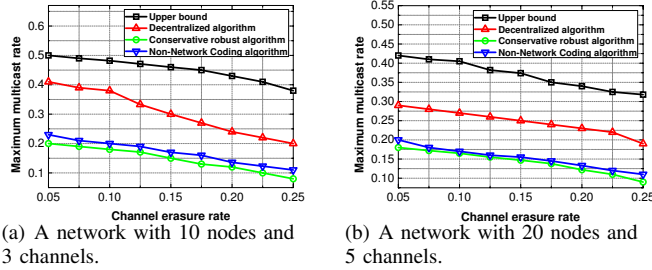 Maximum multicast rate
0.6
0.5
0.4
0.3
0.2
0.1
Upper bound
Decentralized algorithm
Conservative robust algorithm
Non-Network Coding algorithm
0.05 0.10 0.15 0.20 0.25
Channel erasure rate
(a) A network with 10 nodes and
3 channels.
Maximum multicast rate
0.55
0.50
0.45
0.40
0.35
0.30
0.25
0.20
0.15
0.10
Upper bound
Decentralized algorithm
Conservative robust algorithm
Non-Network Coding algorithm
0.05 0.10 0.15 0.20 0.25
Channel erasure rate
(b) A network with 20 nodes and
5 channels.